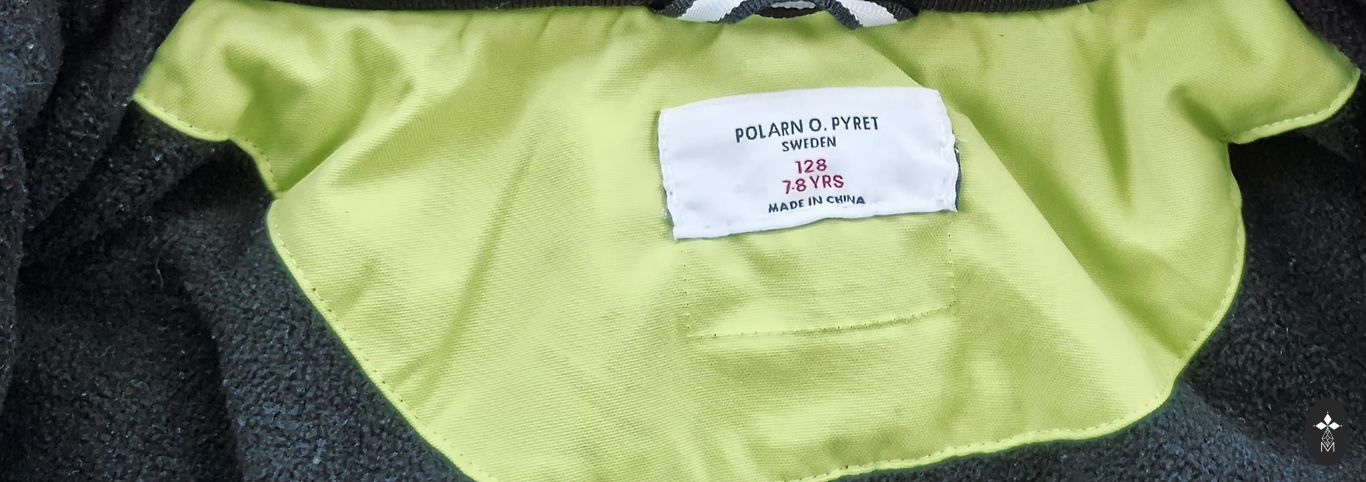 POLARN O. PYRET
SWEDEN
128
7-8 YRS
MADE IN CHINA
M